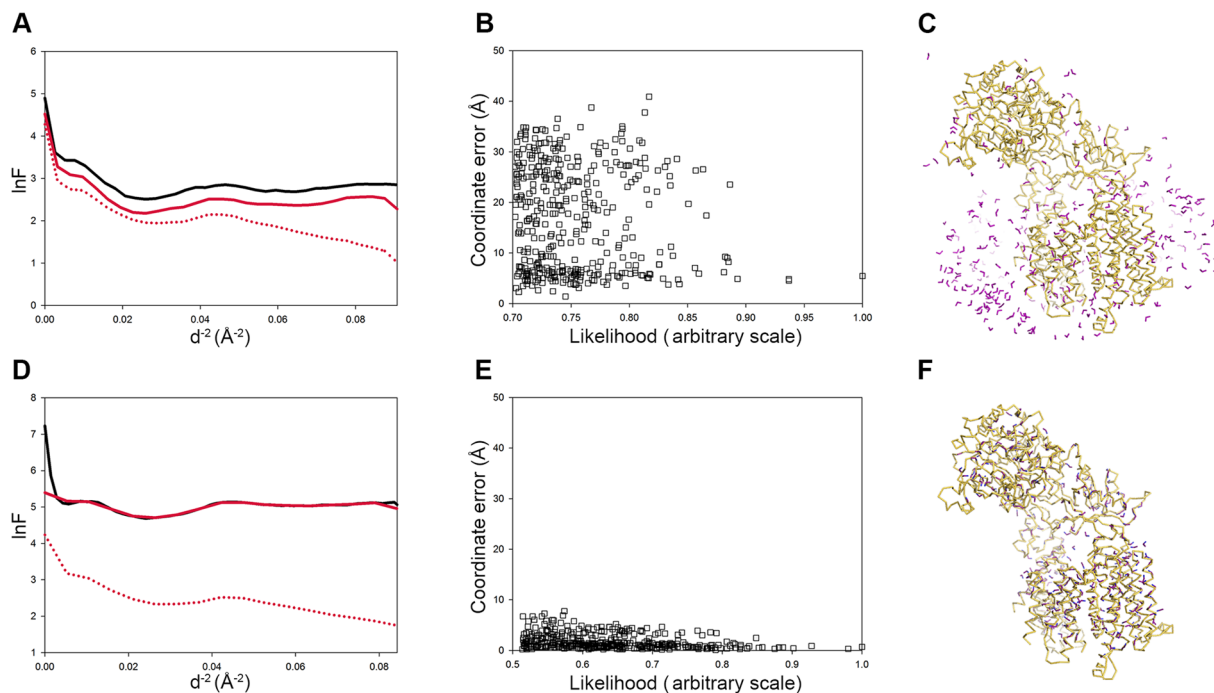 A
6
5
4
3
2
1
0
lnF
0.00 0.02 0.04 0.06 0.08
d-2 (Å-2)
B
50
40
30
20
10
0
Coordinate error (Å)
0.70 0.75 0.80 0.85 0.90 0.95 1.00
Likelihood (arbitrary scale)
C
D
8
7
6
5
4
3
2
1
lnF
0.00 0.02 0.04 0.06 0.08
d-2 (Å-2)
E
50
40
30
20
10
0
Coordinate error (Å)
0.5 0.6 0.7 0.8 0.9 1.0
Likelihood (arbitrary scale)
F